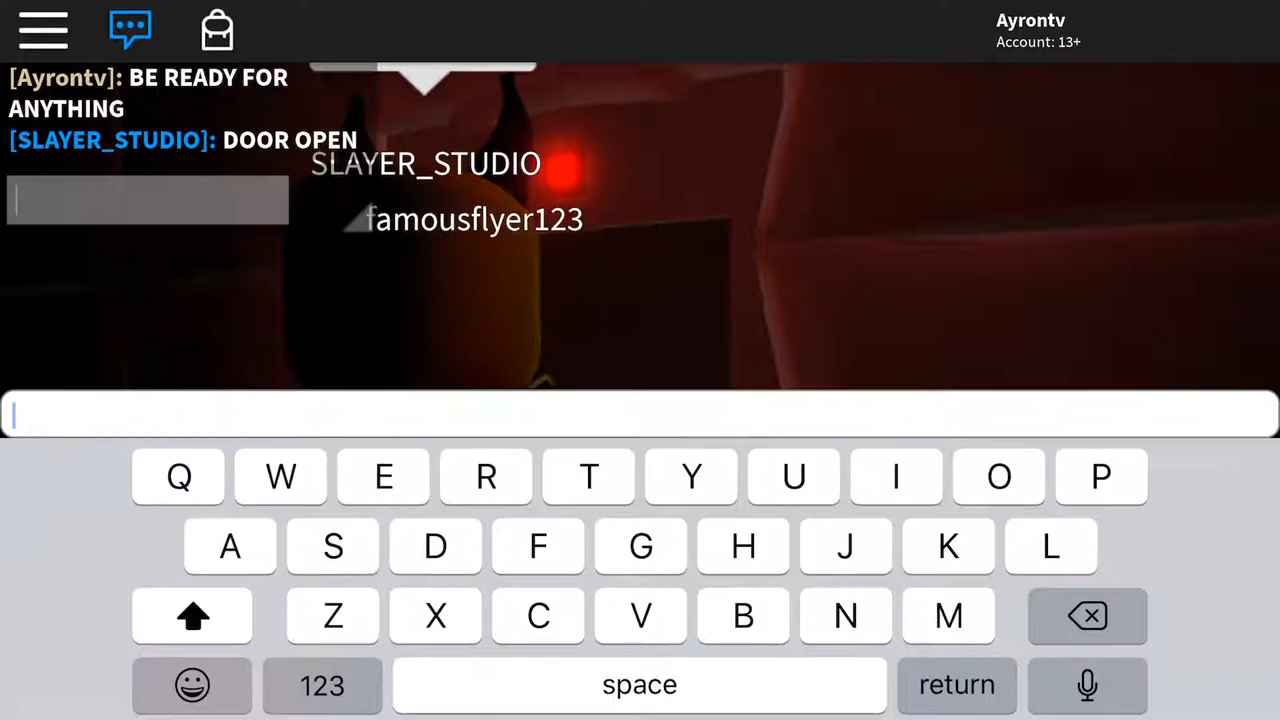 Ayrontv
Account: 13+
[Ayrontv]: BE READY FOR
ANYTHING
[SLAYER_STUDIO]: DOOR OPEN
SLAYER_STUDIO
famousflyer123
Q W E R T Y U I O P
A S D F G H J K L
Z X C V B N M
123 space return